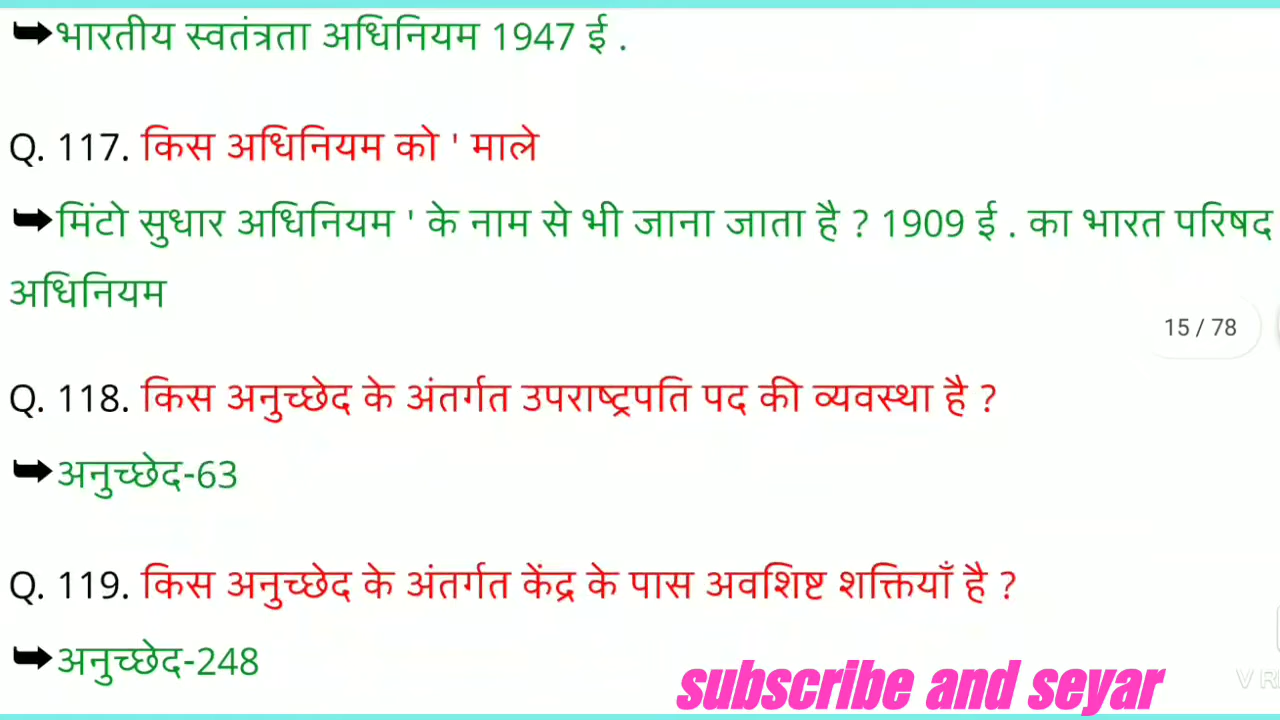 ➥भारतीय स्वतंत्रता अधिनियम 1947 ई .
Q. 117. किस अधिनियम को ' माले
➥मिंटो सुधार अधिनियम ' के नाम से भी जाना जाता है ? 1909 ई . का भारत परिषद
अधिनियम
15 / 78
Q. 118. किस अनुच्छेद के अंतर्गत उपराष्ट्रपति पद की व्यवस्था है ?
➥अनुच्छेद-63
Q. 119. किस अनुच्छेद के अंतर्गत केंद्र के पास अवशिष्ट शक्तियाँ है ?
➥अनुच्छेद-248
subscribe and seyar